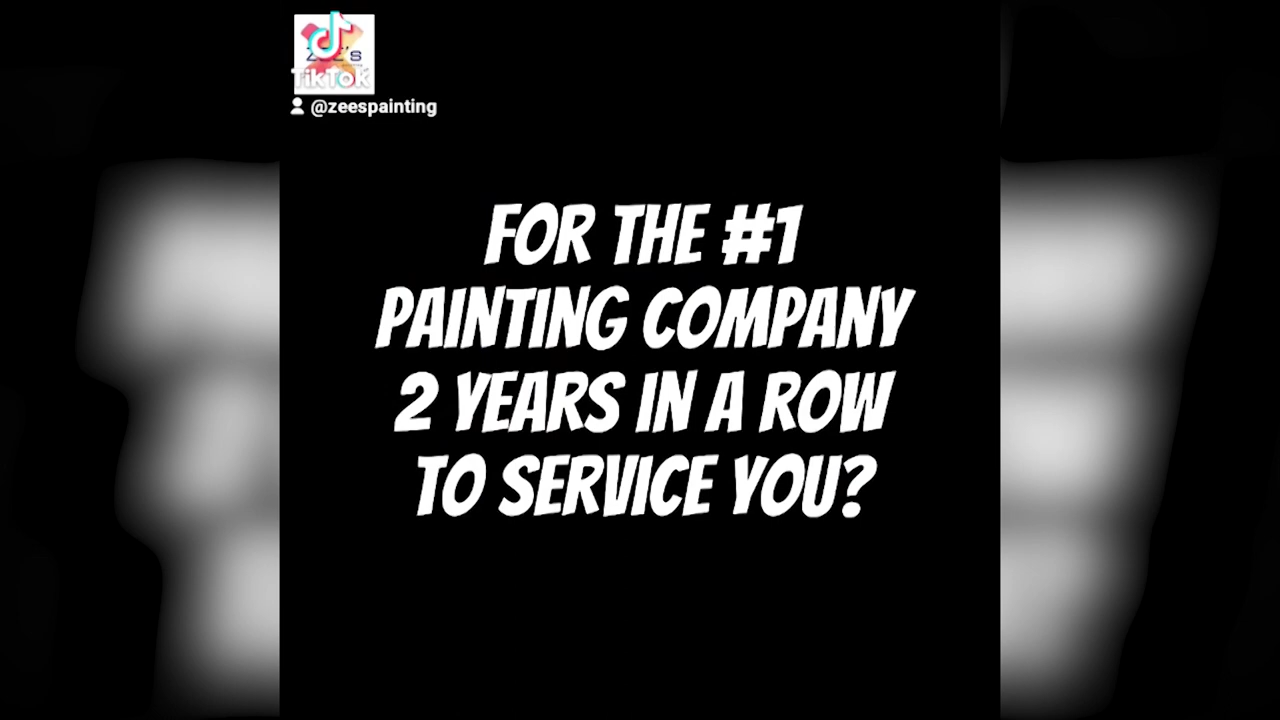 TikTok
@zeespainting
FOR THE #1
PAINTING COMPANY
2 YEARS IN A ROW
TO SERVICE YOU?